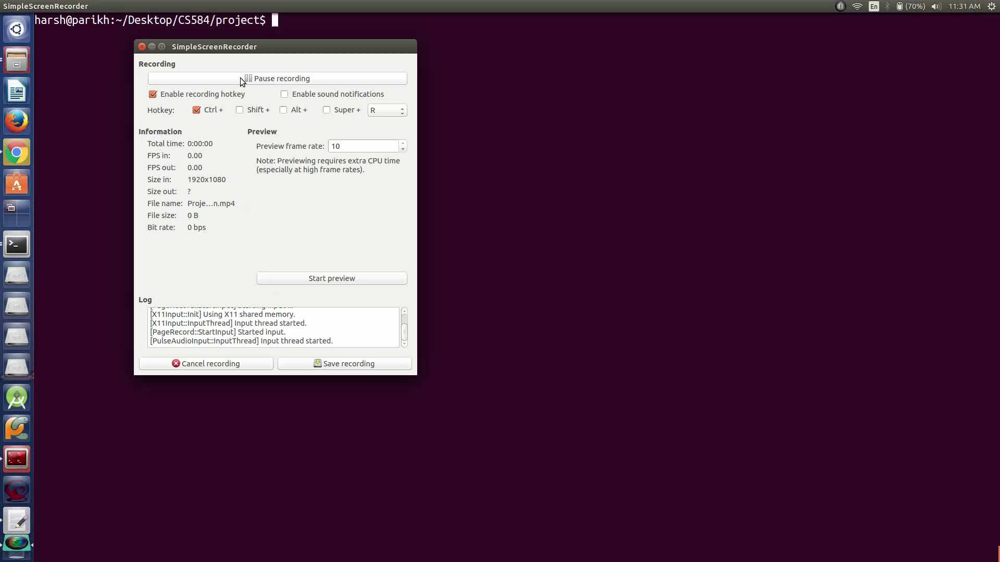 SimpleScreenRecorder
En
(70%)
11:31 AM
harsh@parikh:~/Desktop/CS584/project$
SimpleScreenRecorder
Recording
Pause recording
Enable recording hotkey
Enable sound notifications
Hotkey: Ctrl + Shift + Alt + Super + R
Information
Total time: 0:00:00
FPS in: 0.00
FPS out: 0.00
Size in: 1920x1080
Size out: ?
File name: Proje...n.mp4
File size: 0 B
Bit rate: 0 bps
Preview
Preview frame rate: 10
Note: Previewing requires extra CPU time
(especially at high frame rates).
Start preview
Log
[X11Input::Init] Using X11 shared memory.
[X11Input::InputThread] Input thread started.
[PageRecord::StartInput] Started input.
[PulseAudioInput::InputThread] Input thread started.
Cancel recording
Save recording